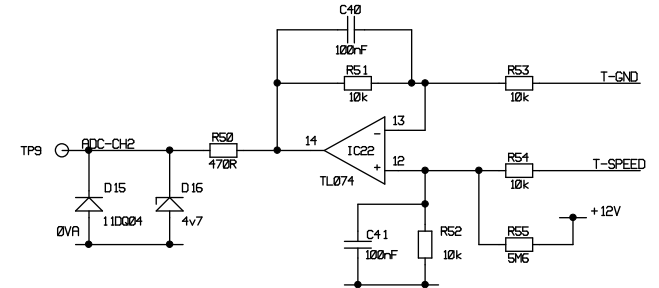 C40
100nF
R51
10k
R53
10k
T-GND
13
TP9
ADC-CH2
R50
470R
14
IC22
TL074
12
R54
10k
T-SPEED
D15
11DQ04
0VA
D16
4v7
C41
100nF
R52
10k
R55
5M6
+12V